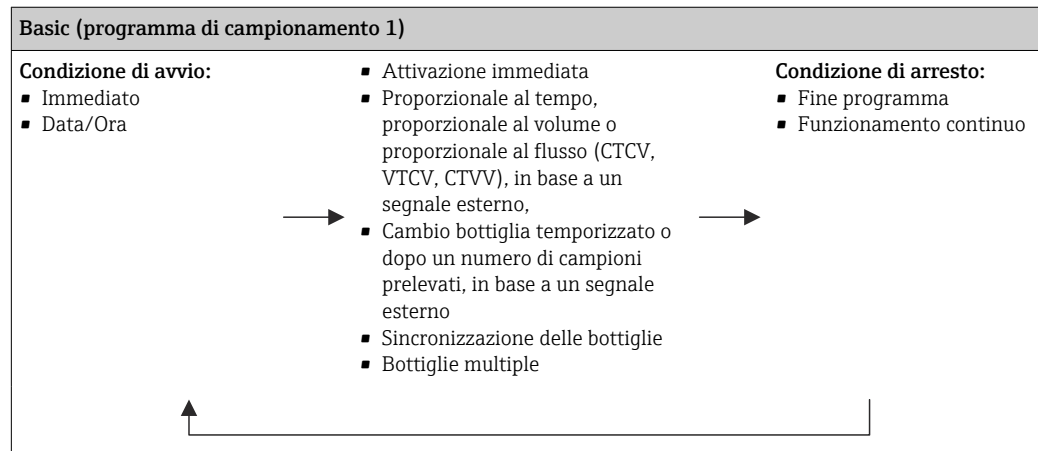 Basic (programma di campionamento 1)
Condizione di avvio:
▪ Immediato
▪ Data/Ora
▪ Attivazione immediata
▪ Proporzionale al tempo,
proporzionale al volume o
proporzionale al flusso (CTCV,
VTCV, CTVV), in base a un
segnale esterno,
▪ Cambio bottiglia temporizzato o
dopo un numero di campioni
prelevati, in base a un segnale
esterno
▪ Sincronizzazione delle bottiglie
▪ Bottiglie multiple
Condizione di arresto:
▪ Fine programma
▪ Funzionamento continuo